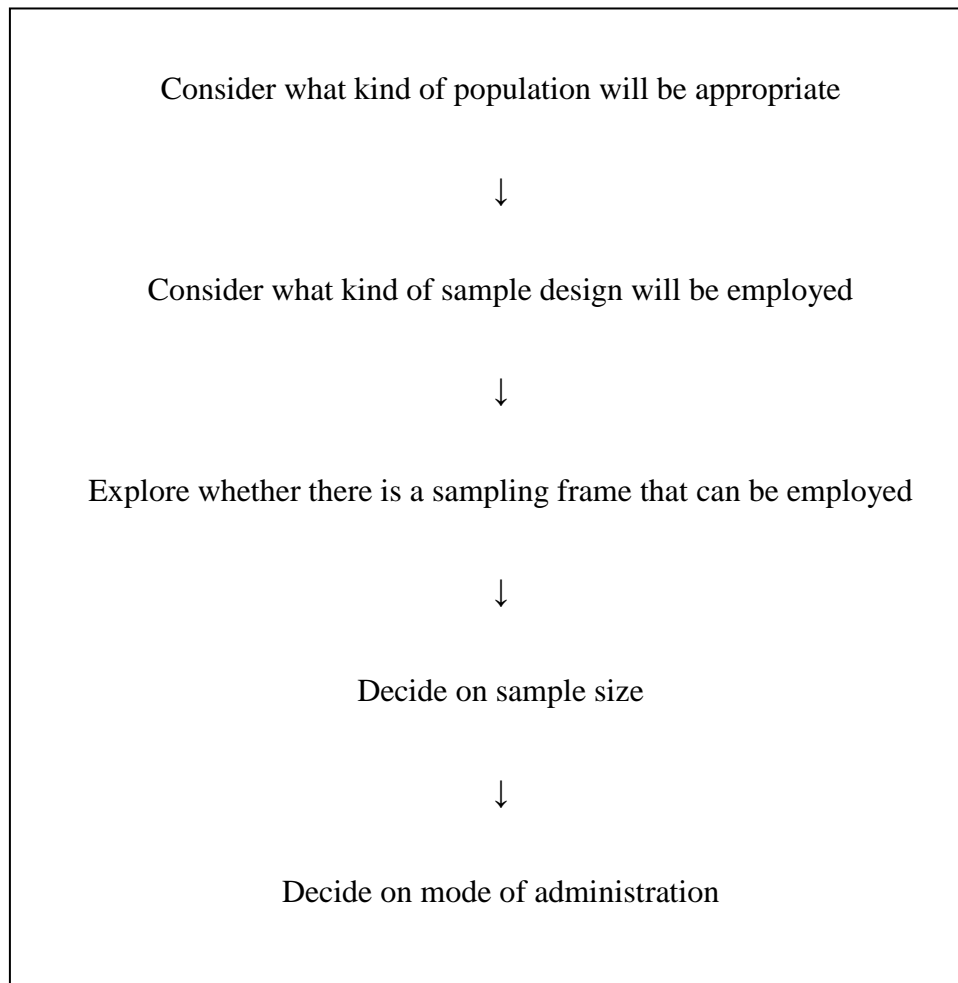 Consider what kind of population will be appropriate
↓
Consider what kind of sample design will be employed
↓
Explore whether there is a sampling frame that can be employed
↓
Decide on sample size
↓
Decide on mode of administration